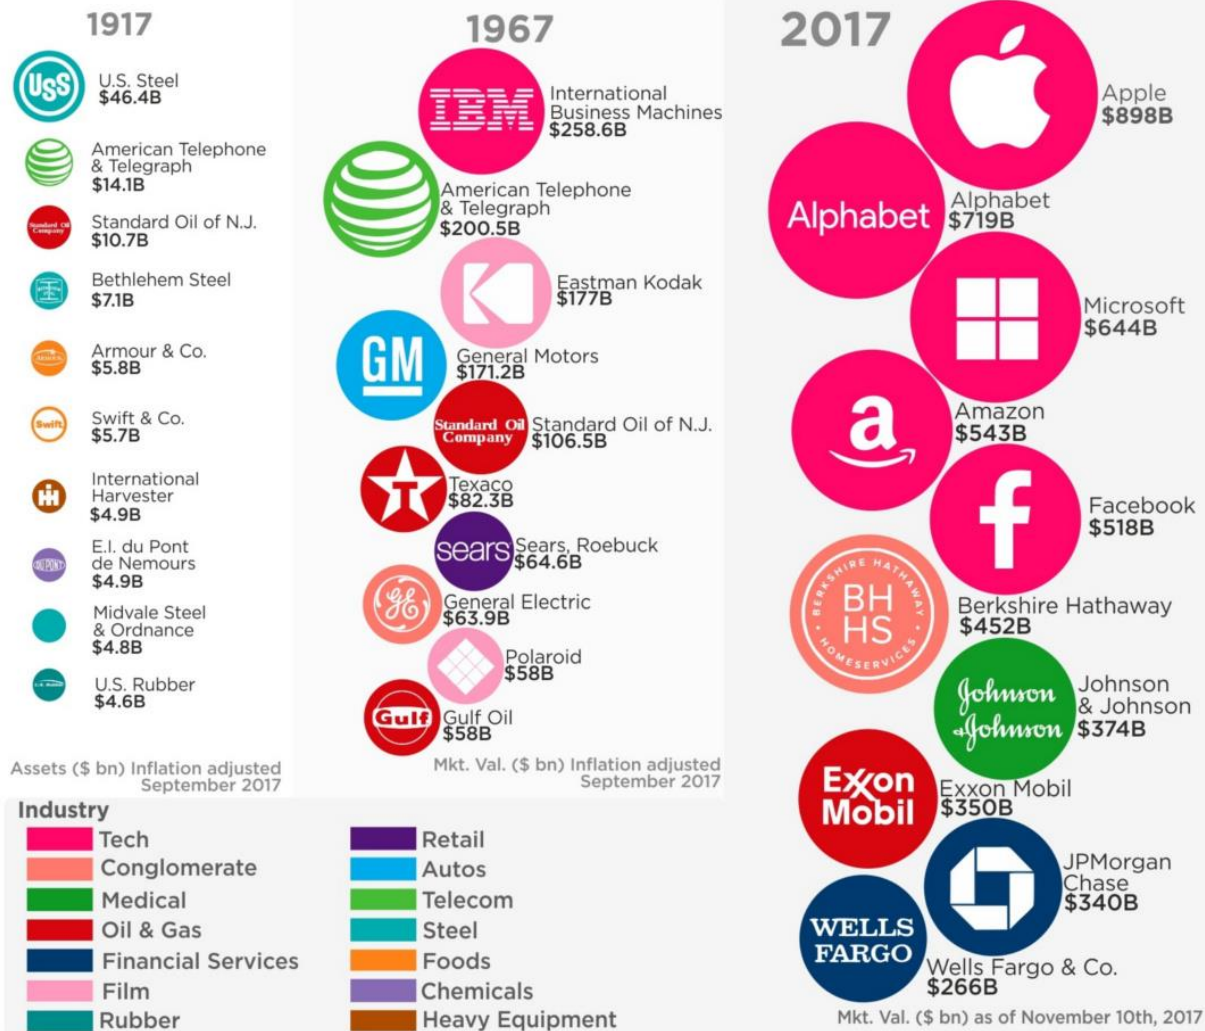 1917
USS
U.S. Steel
$46.4B
American Telephone
& Telegraph
$14.1B
Standard Oil
Company
Standard Oil of N.J.
$10.7B
Bethlehem Steel
$7.1B
Armour & Co.
$5.8B
Swift
Swift & Co.
$5.7B
International
Harvester
$4.9B
DU PONT
E.I. du Pont
de Nemours
$4.9B
Midvale Steel
& Ordnance
$4.8B
U.S. Rubber
$4.6B
Assets ($ bn) Inflation adjusted
September 2017
1967
IBM
International
Business Machines
$258.6B
American Telephone
& Telegraph
$200.5B
Eastman Kodak
$177B
GM
General Motors
$171.2B
Standard Oil
Company
Standard Oil of N.J.
$106.5B
T
Texaco
$82.3B
sears
Sears, Roebuck
$64.6B
GE
General Electric
$63.9B
Polaroid
$58B
Gulf
Gulf Oil
$58B
Mkt. Val. ($ bn) Inflation adjusted
September 2017
2017
Apple
$898B
Alphabet
Alphabet
$719B
Microsoft
$644B
a
Amazon
$543B
f
Facebook
$518B
BERKSHIRE HATHAWAY
BH
HS
HOMESERVICES
Berkshire Hathaway
$452B
Johnson
&Johnson
Johnson
& Johnson
$374B
Exxon
Mobil
Exxon Mobil
$350B
JPMorgan
Chase
$340B
WELLS
FARGO
Wells Fargo & Co.
$266B
Mkt. Val. ($ bn) as of November 10th, 2017
Industry
Tech
Conglomerate
Medical
Oil & Gas
Financial Services
Film
Rubber
Retail
Autos
Telecom
Steel
Foods
Chemicals
Heavy Equipment